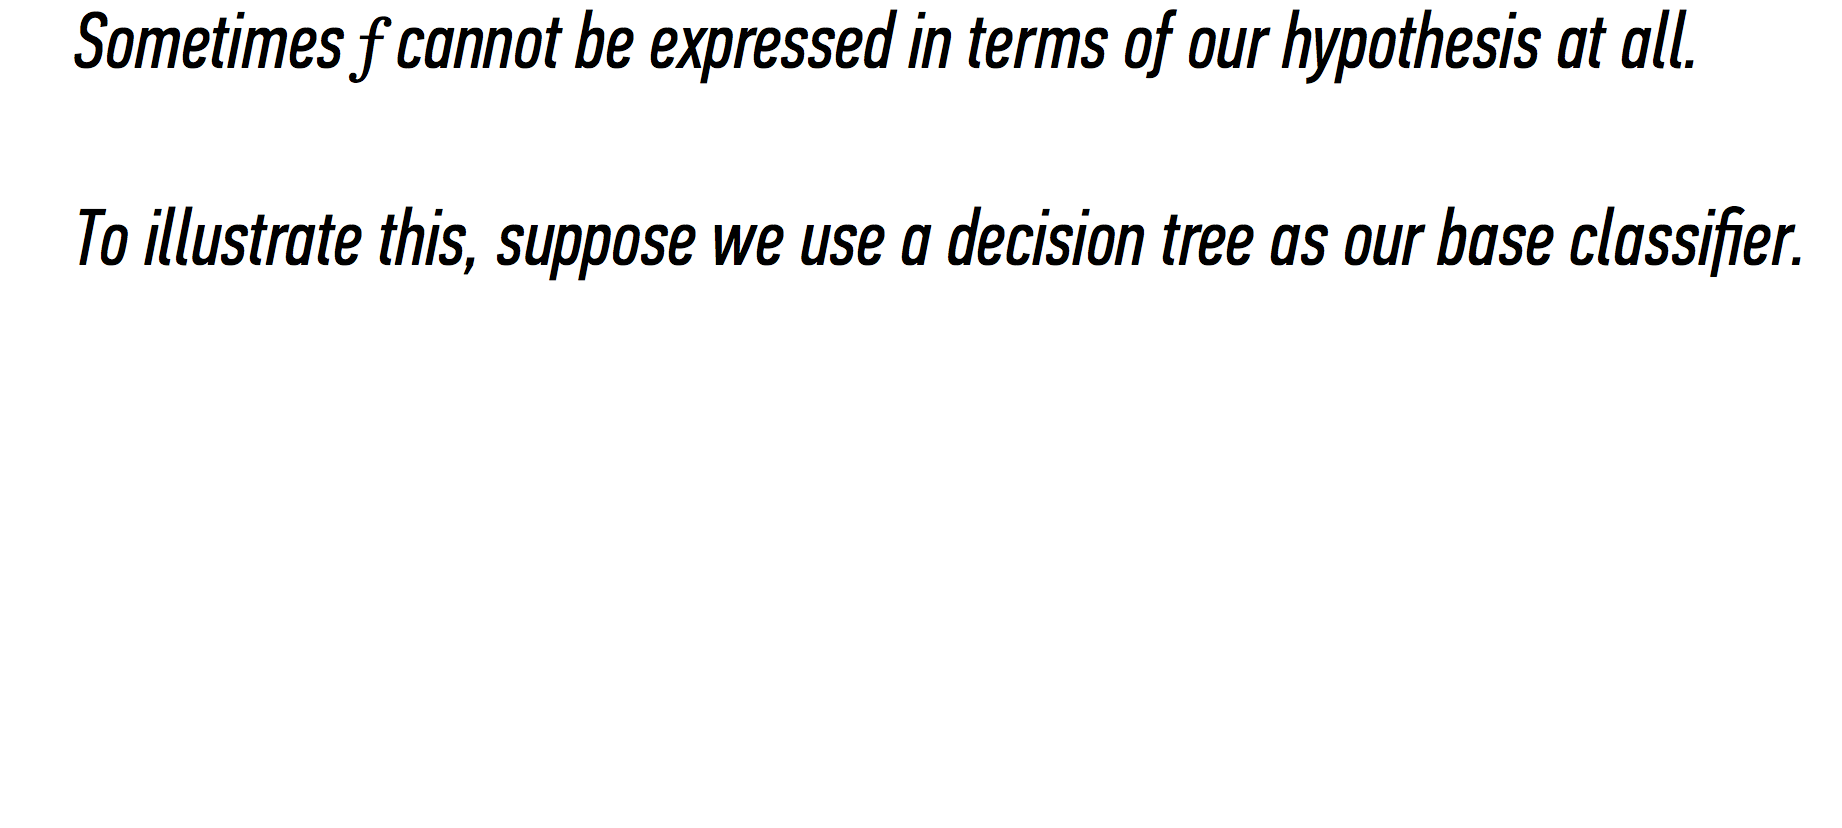 Sometimes f cannot be expressed in terms of our hypothesis at all.
To illustrate this, suppose we use a decision tree as our base classifier.